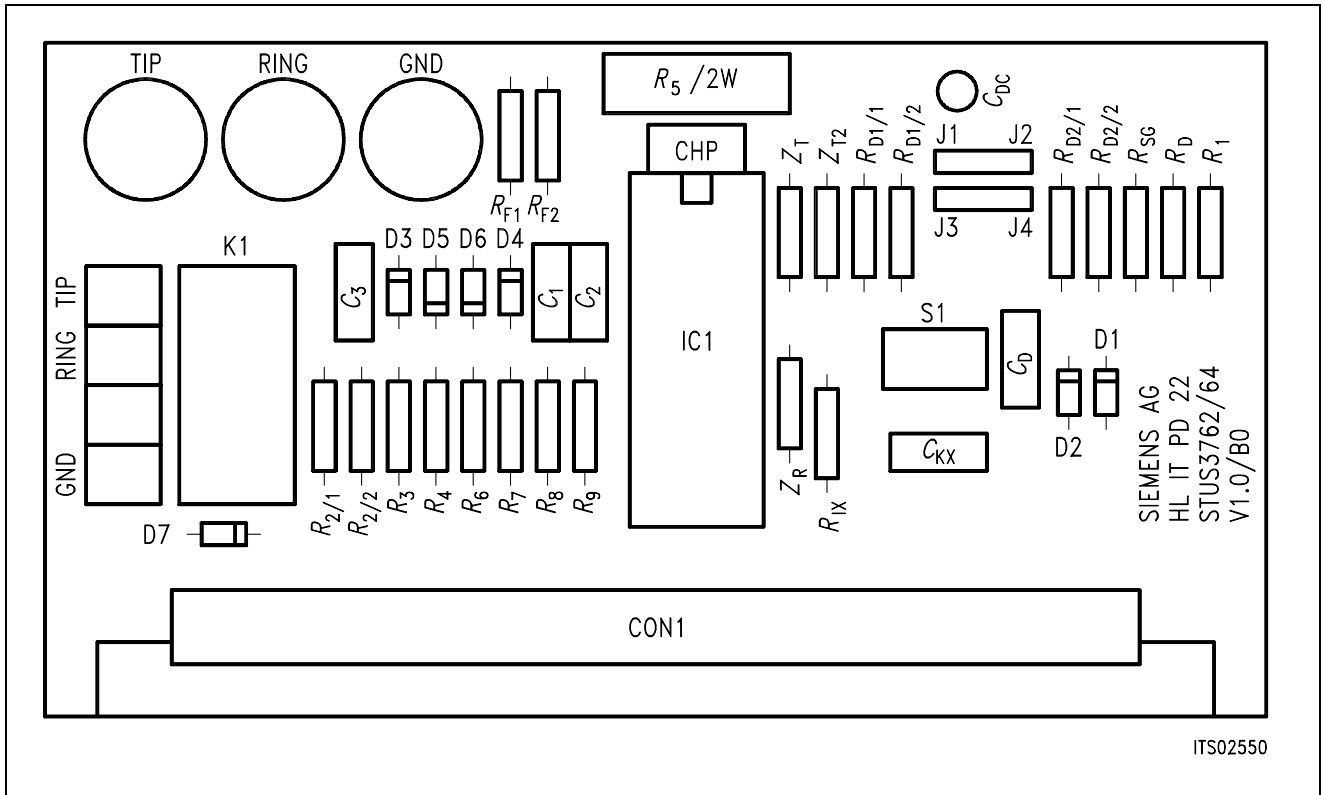 TIP RING GND
R5 /2W
CDC
CHP
ZT ZT2 RD1/1 RD1/2
J1 J2
J3 J4
RD2/1 RD2/2 RSG RD R1
RF1 RF2
K1
D3 D5 D6 D4
C3
C1 C2
TIP
RING
GND
IC1
S1
CD
D1
D2
CKX
ZR
RIX
R2/1 R2/2 R3 R4 R6 R7 R8 R9
D7
SIEMENS AG
HL IT PD 22
STUS3762/64
V1.0/B0
CON1
ITS02550